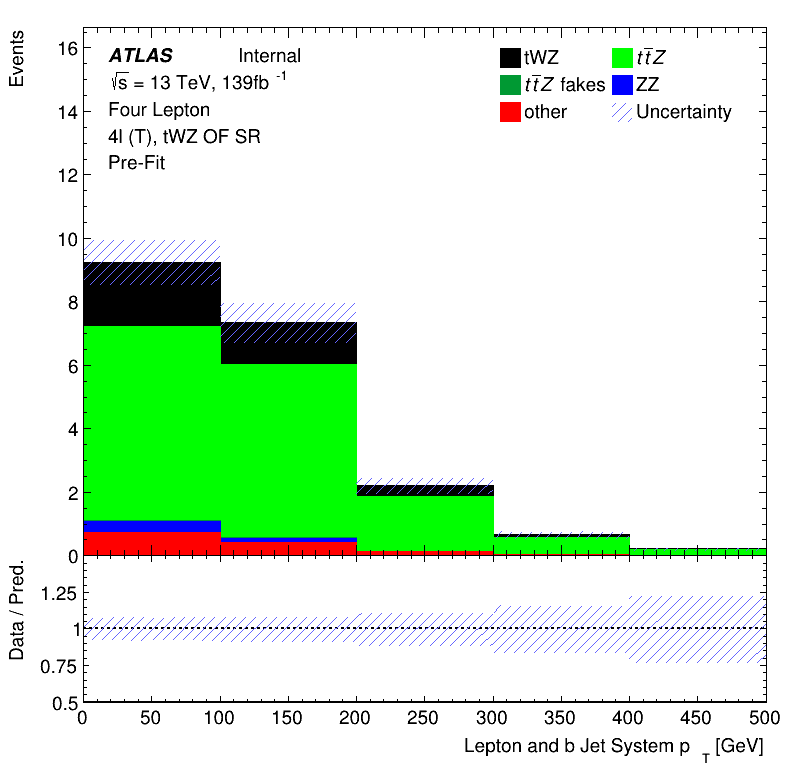 Events
16
14
12
10
8
6
4
2
0
ATLAS Internal
√s = 13 TeV, 139fb -1
Four Lepton
4l (T), tWZ OF SR
Pre-Fit
tWZ
tt̄Z
tt̄Z fakes
ZZ
other
Uncertainty
Data / Pred.
1.25
1
0.75
0.5
0 50 100 150 200 250 300 350 400 450 500
Lepton and b Jet System p T [GeV]